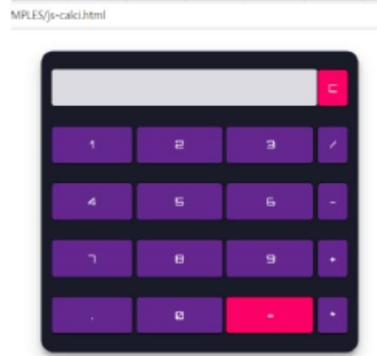 MPLES/js-calci.html
C
1 2 3 /
4 5 6 -
7 8 9 +
. 0 = *